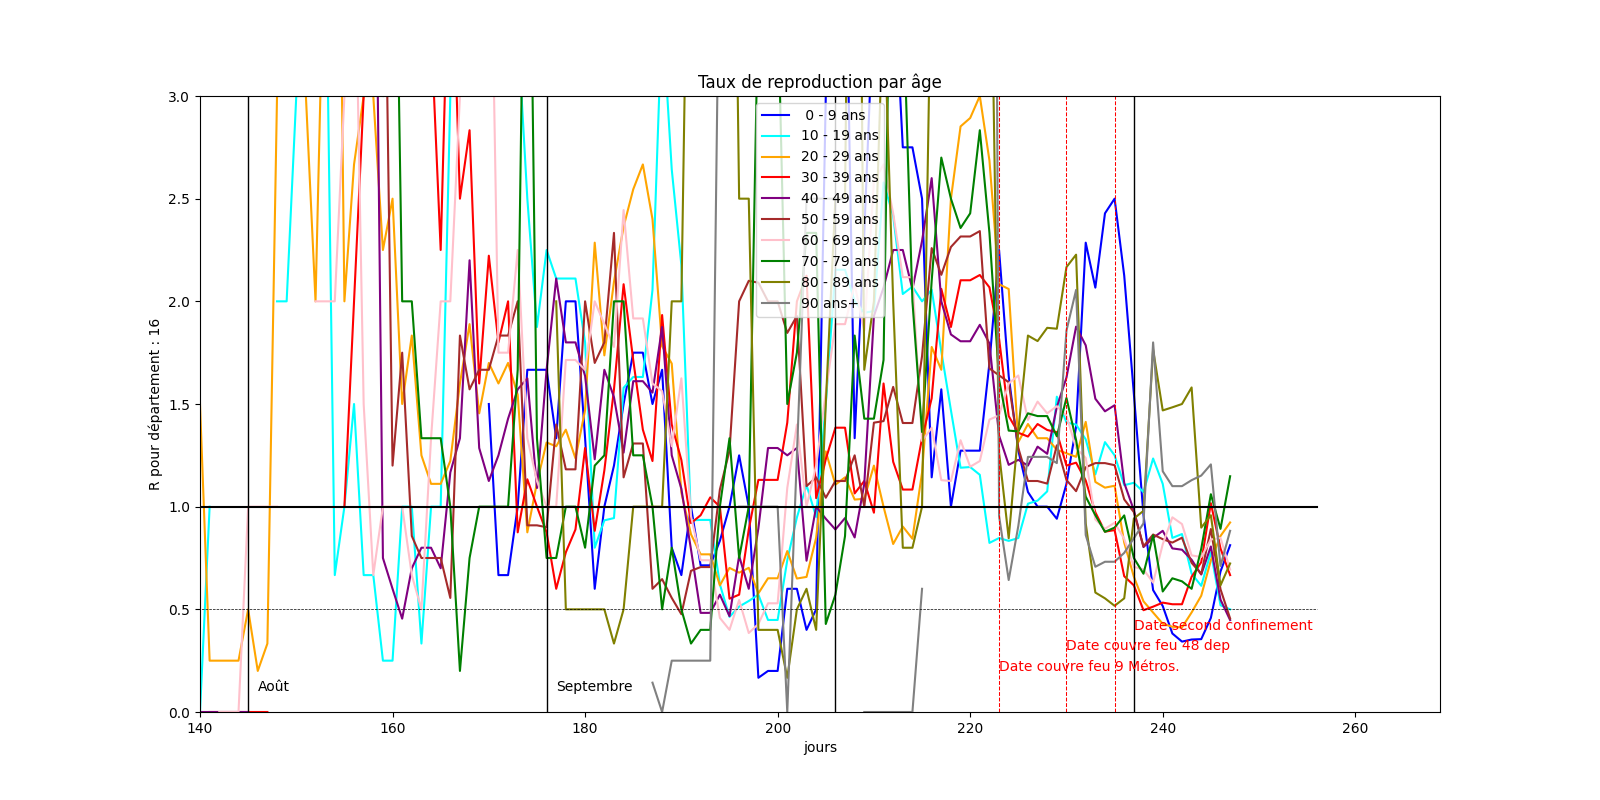 Taux de reproduction par âge
R pour département : 16
3.0
2.5
2.0
1.5
1.0
0.5
0.0
0 - 9 ans
10 - 19 ans
20 - 29 ans
30 - 39 ans
40 - 49 ans
50 - 59 ans
60 - 69 ans
70 - 79 ans
80 - 89 ans
90 ans+
Date second confinement
Date couvre feu 48 dep
Date couvre feu 9 Métros.
Août
Septembre
140
160
180
200
220
240
260
jours